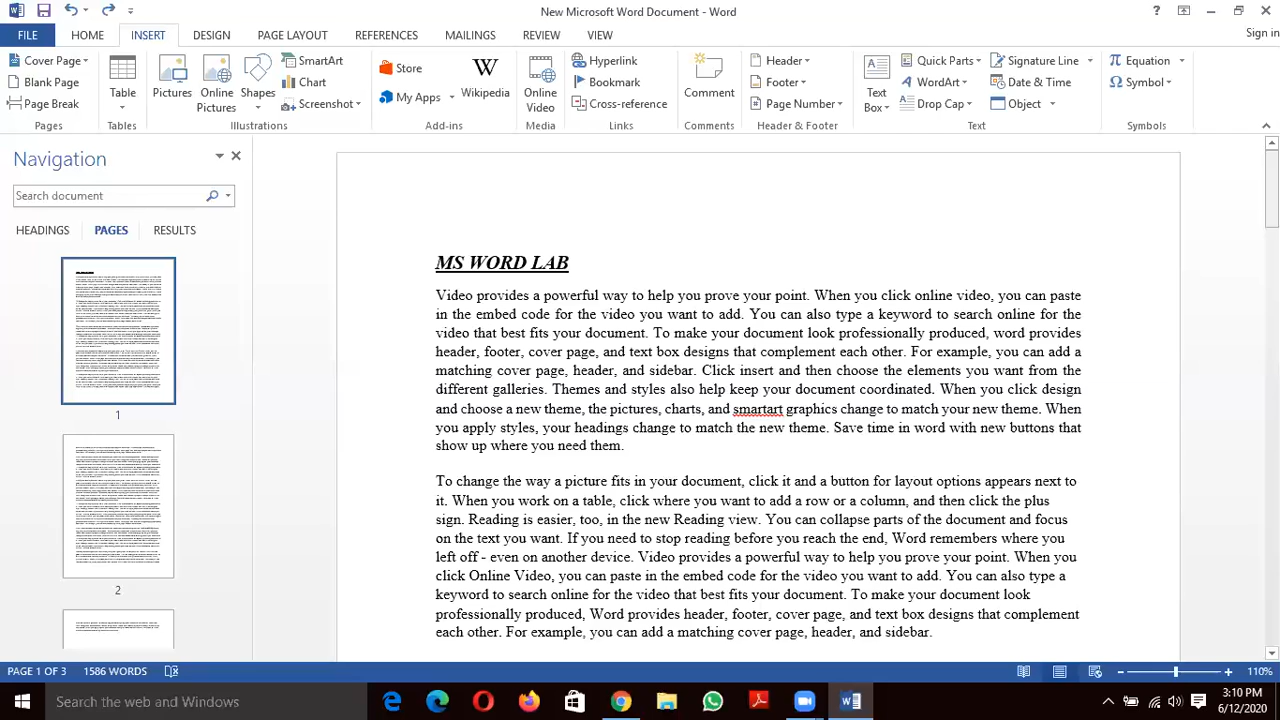 New Microsoft Word Document - Word
?
Sign in
FILE HOME INSERT DESIGN PAGE LAYOUT REFERENCES MAILINGS REVIEW VIEW
Cover Page
Blank Page
Page Break
Pages
Table
Tables
Pictures
Online Pictures
Shapes
SmartArt
Chart
Screenshot
Illustrations
Store
My Apps
W
Wikipedia
Add-ins
Online Video
Media
Hyperlink
Bookmark
Cross-reference
Links
Comment
Comments
Header
Footer
Page Number
Header & Footer
Text Box
Quick Parts
WordArt
Drop Cap
Signature Line
Date & Time
Object
Text
π Equation
Ω Symbol
Symbols
Navigation
Search document
HEADINGS PAGES RESULTS
1
2
MS WORD LAB
Video provides a powerful way to help you prove your point. When you click online video, you can paste
in the embed code for the video you want to add. You can also type a keyword to search online for the
video that best fits your document. To make your document look professionally produced, word provides
header, footer, cover page, and text box designs that complement each other. For example, you can add a
matching cover page, header, and sidebar. Click insert and then choose the elements you want from the
different galleries. Themes and styles also help keep your document coordinated. When you click design
and choose a new theme, the pictures, charts, and smartart graphics change to match your new theme. When
you apply styles, your headings change to match the new theme. Save time in word with new buttons that
show up where you need them.
To change the way a picture fits in your document, click it and a button for layout options appears next to
it. When you work on a table, click where you want to add a row or a column, and then click the plus
sign. Reading is easier, too, in the new Reading view. You can collapse parts of the document and focus
on the text you want. If you need to stop reading before you reach the end, Word remembers where you
left off - even on another device. Video provides a powerful way to help you prove your point. When you
click Online Video, you can paste in the embed code for the video you want to add. You can also type a
keyword to search online for the video that best fits your document. To make your document look
professionally produced, Word provides header, footer, cover page, and text box designs that complement
each other. For example, you can add a matching cover page, header, and sidebar.
PAGE 1 OF 3 1586 WORDS
110%
Search the web and Windows
3:10 PM
6/12/2020